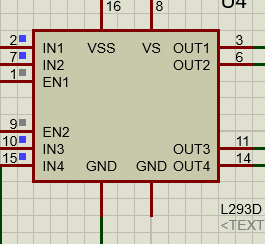 16 8 U4
2 IN1 VSS VS OUT1 3
7 IN2 OUT2 6
1 EN1
9 EN2
10 IN3 OUT3 11
15 IN4 GND GND OUT4 14
L293D
<TEXT